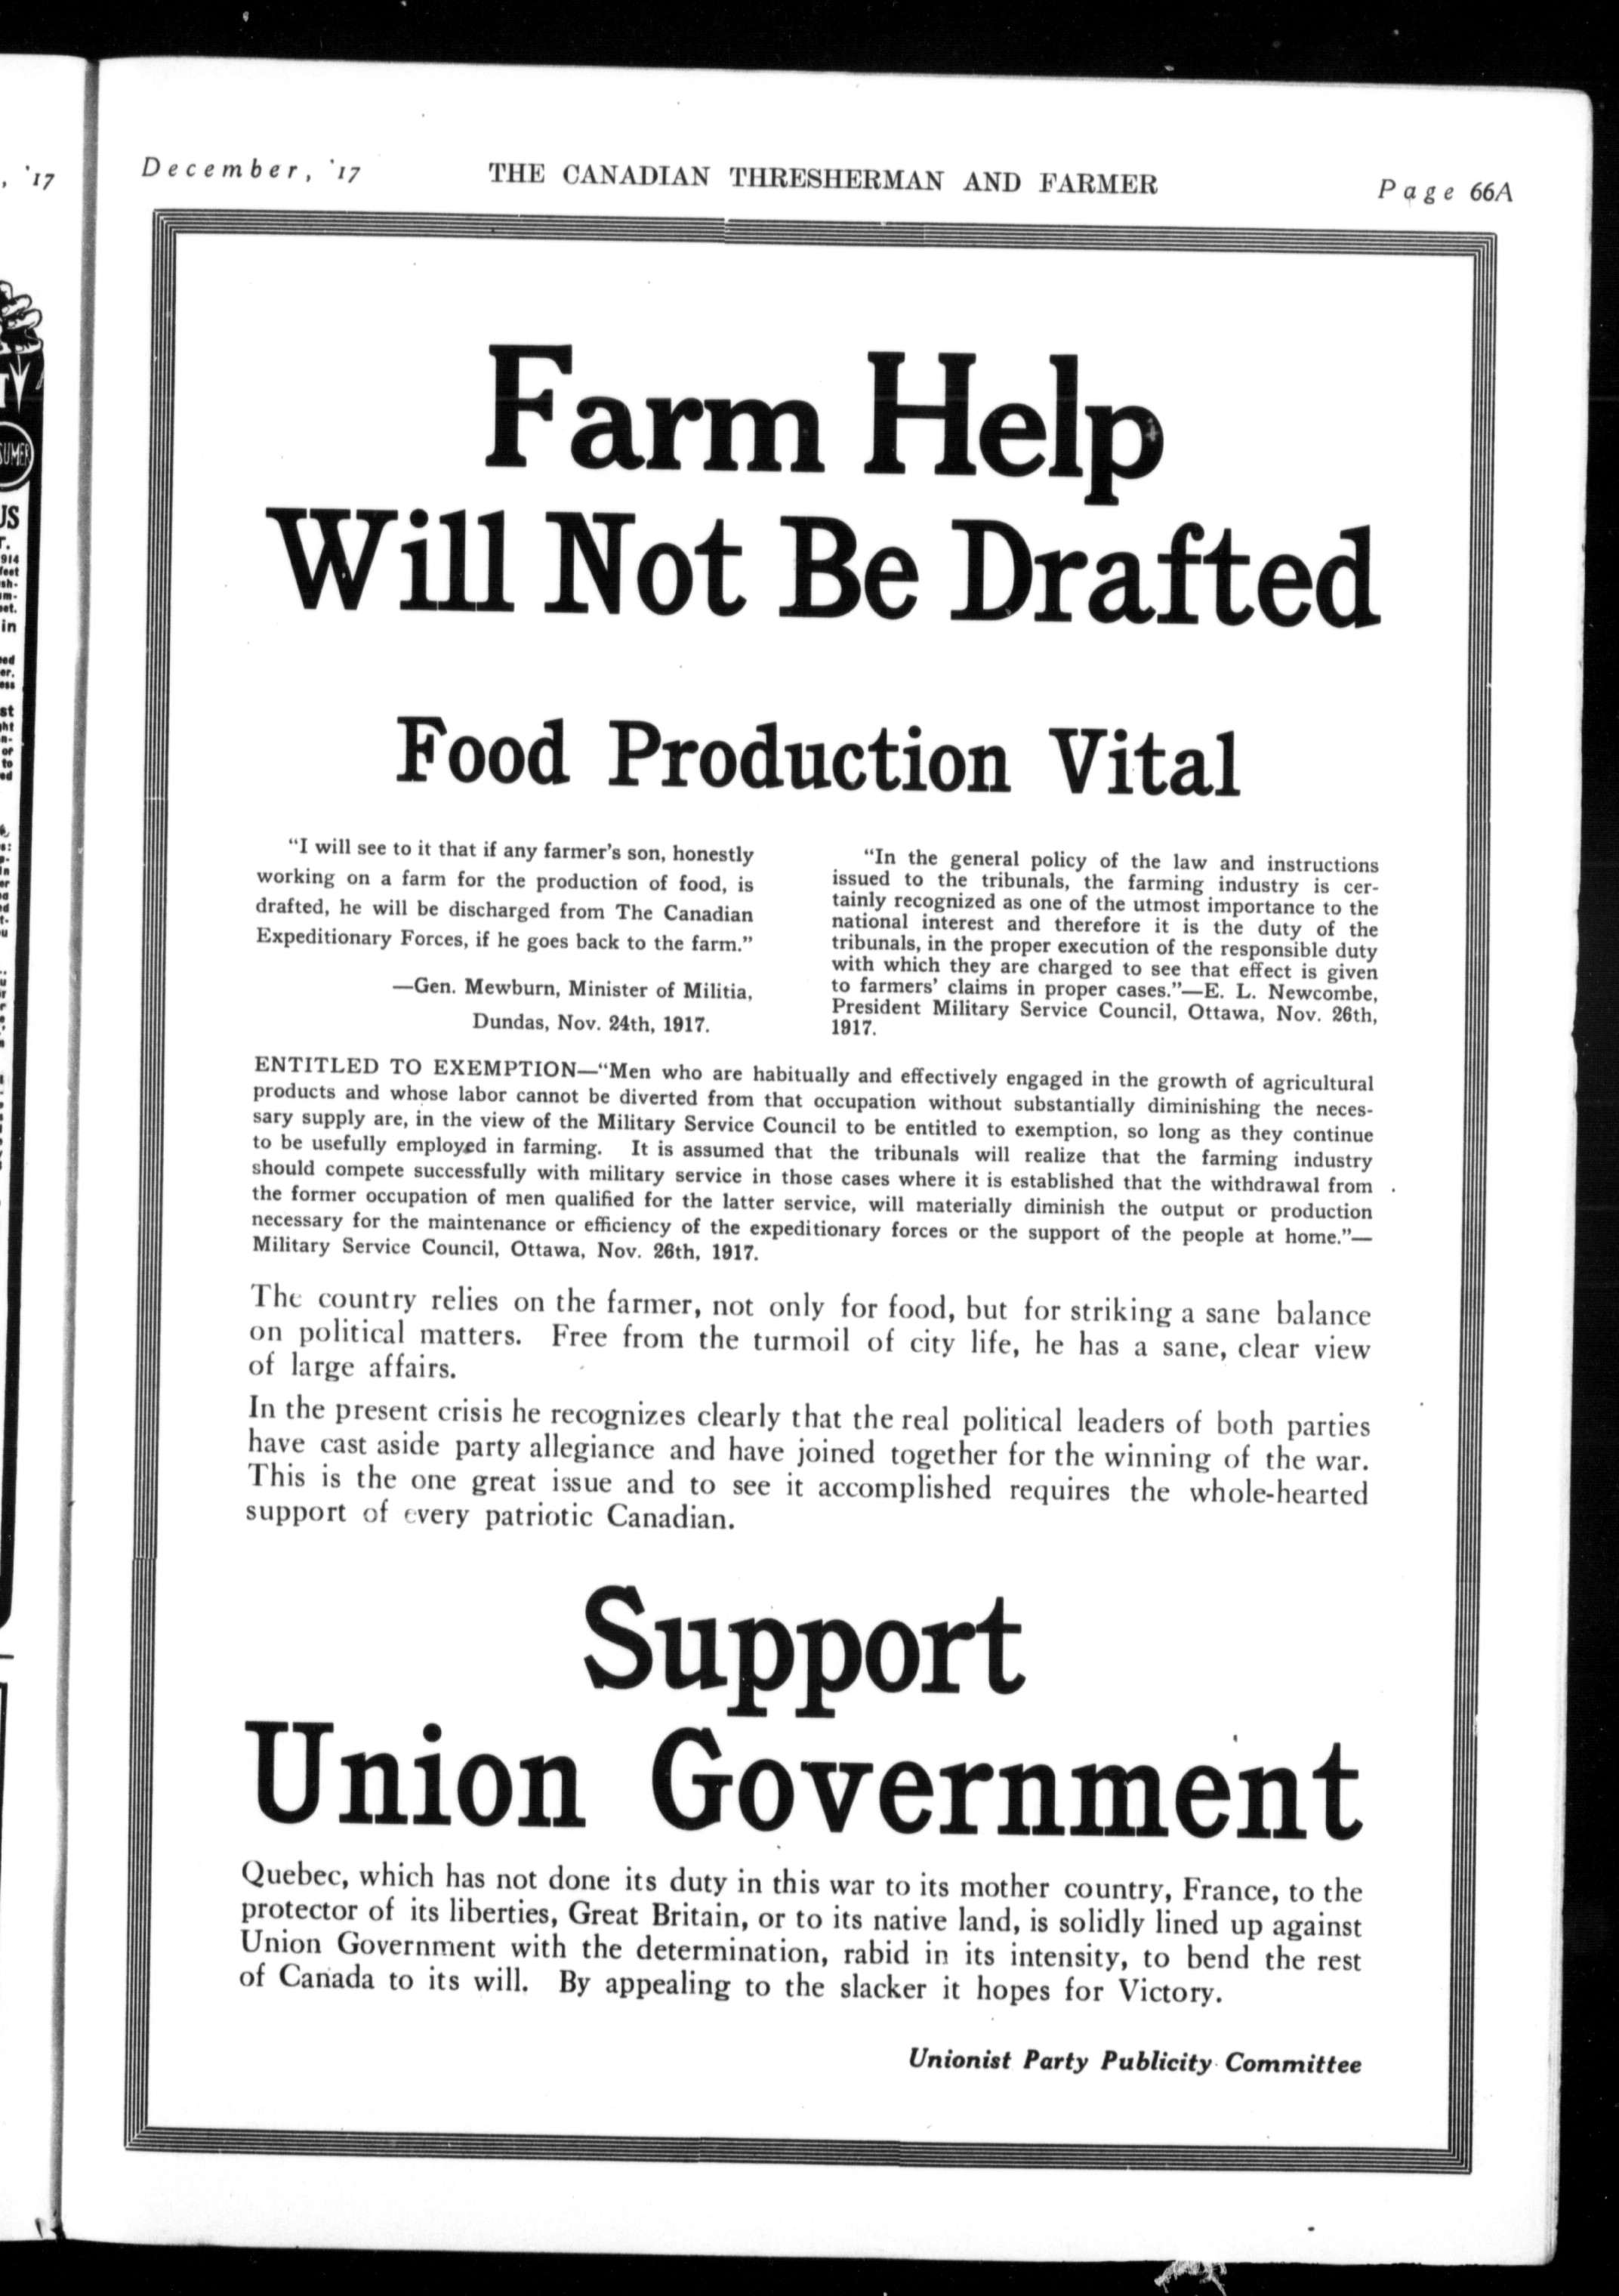 , '17
December, '17
THE CANADIAN THRESHERMAN AND FARMER
Page 66A
Farm Help
Will Not Be Drafted
Food Production Vital
"I will see to it that if any farmer's son, honestly
working on a farm for the production of food, is
drafted, he will be discharged from The Canadian
Expeditionary Forces, if he goes back to the farm."
—Gen. Mewburn, Minister of Militia,
Dundas, Nov. 24th, 1917.
"In the general policy of the law and instructions
issued to the tribunals, the farming industry is cer-
tainly recognized as one of the utmost importance to the
national interest and therefore it is the duty of the
tribunals, in the proper execution of the responsible duty
with which they are charged to see that effect is given
to farmers' claims in proper cases."—E. L. Newcombe,
President Military Service Council, Ottawa, Nov. 26th,
1917.
ENTITLED TO EXEMPTION—"Men who are habitually and effectively engaged in the growth of agricultural
products and whose labor cannot be diverted from that occupation without substantially diminishing the neces-
sary supply are, in the view of the Military Service Council to be entitled to exemption, so long as they continue
to be usefully employed in farming. It is assumed that the tribunals will realize that the farming industry
should compete successfully with military service in those cases where it is established that the withdrawal from
the former occupation of men qualified for the latter service, will materially diminish the output or production
necessary for the maintenance or efficiency of the expeditionary forces or the support of the people at home."—
Military Service Council, Ottawa, Nov. 26th, 1917.
The country relies on the farmer, not only for food, but for striking a sane balance
on political matters. Free from the turmoil of city life, he has a sane, clear view
of large affairs.
In the present crisis he recognizes clearly that the real political leaders of both parties
have cast aside party allegiance and have joined together for the winning of the war.
This is the one great issue and to see it accomplished requires the whole-hearted
support of every patriotic Canadian.
Support
Union Government
Quebec, which has not done its duty in this war to its mother country, France, to the
protector of its liberties, Great Britain, or to its native land, is solidly lined up against
Union Government with the determination, rabid in its intensity, to bend the rest
of Canada to its will. By appealing to the slacker it hopes for Victory.
Unionist Party Publicity Committee